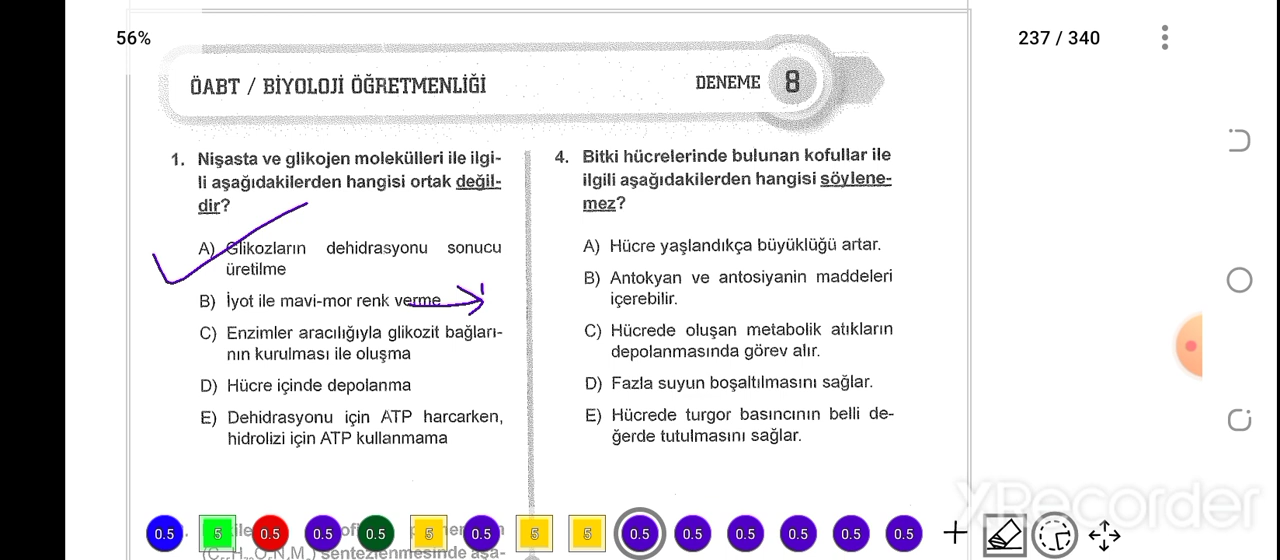 56%
237 / 340
ÖABT / BİYOLOJİ ÖĞRETMENLİĞİ
DENEME 8
1. Nişasta ve glikojen molekülleri ile ilgi-
li aşağıdakilerden hangisi ortak değil-
dir?
A) Glikozların dehidrasyonu sonucu
üretilme
B) İyot ile mavi-mor renk verme
C) Enzimler aracılığıyla glikozit bağları-
nın kurulması ile oluşma
D) Hücre içinde depolanma
E) Dehidrasyonu için ATP harcarken,
hidrolizi için ATP kullanmama
4. Bitki hücrelerinde bulunan kofullar ile
ilgili aşağıdakilerden hangisi söylene-
mez?
A) Hücre yaşlandıkça büyüklüğü artar.
B) Antokyan ve antosiyanin maddeleri
içerebilir.
C) Hücrede oluşan metabolik atıkların
depolanmasında görev alır.
D) Fazla suyun boşaltılmasını sağlar.
E) Hücrede turgor basıncının belli de-
ğerde tutulmasını sağlar.
0.5 5 0.5 0.5 0.5 5 0.5 5 5 0.5 0.5 0.5 0.5 0.5 0.5
sentezlenmesinde aşa-
XRecorder